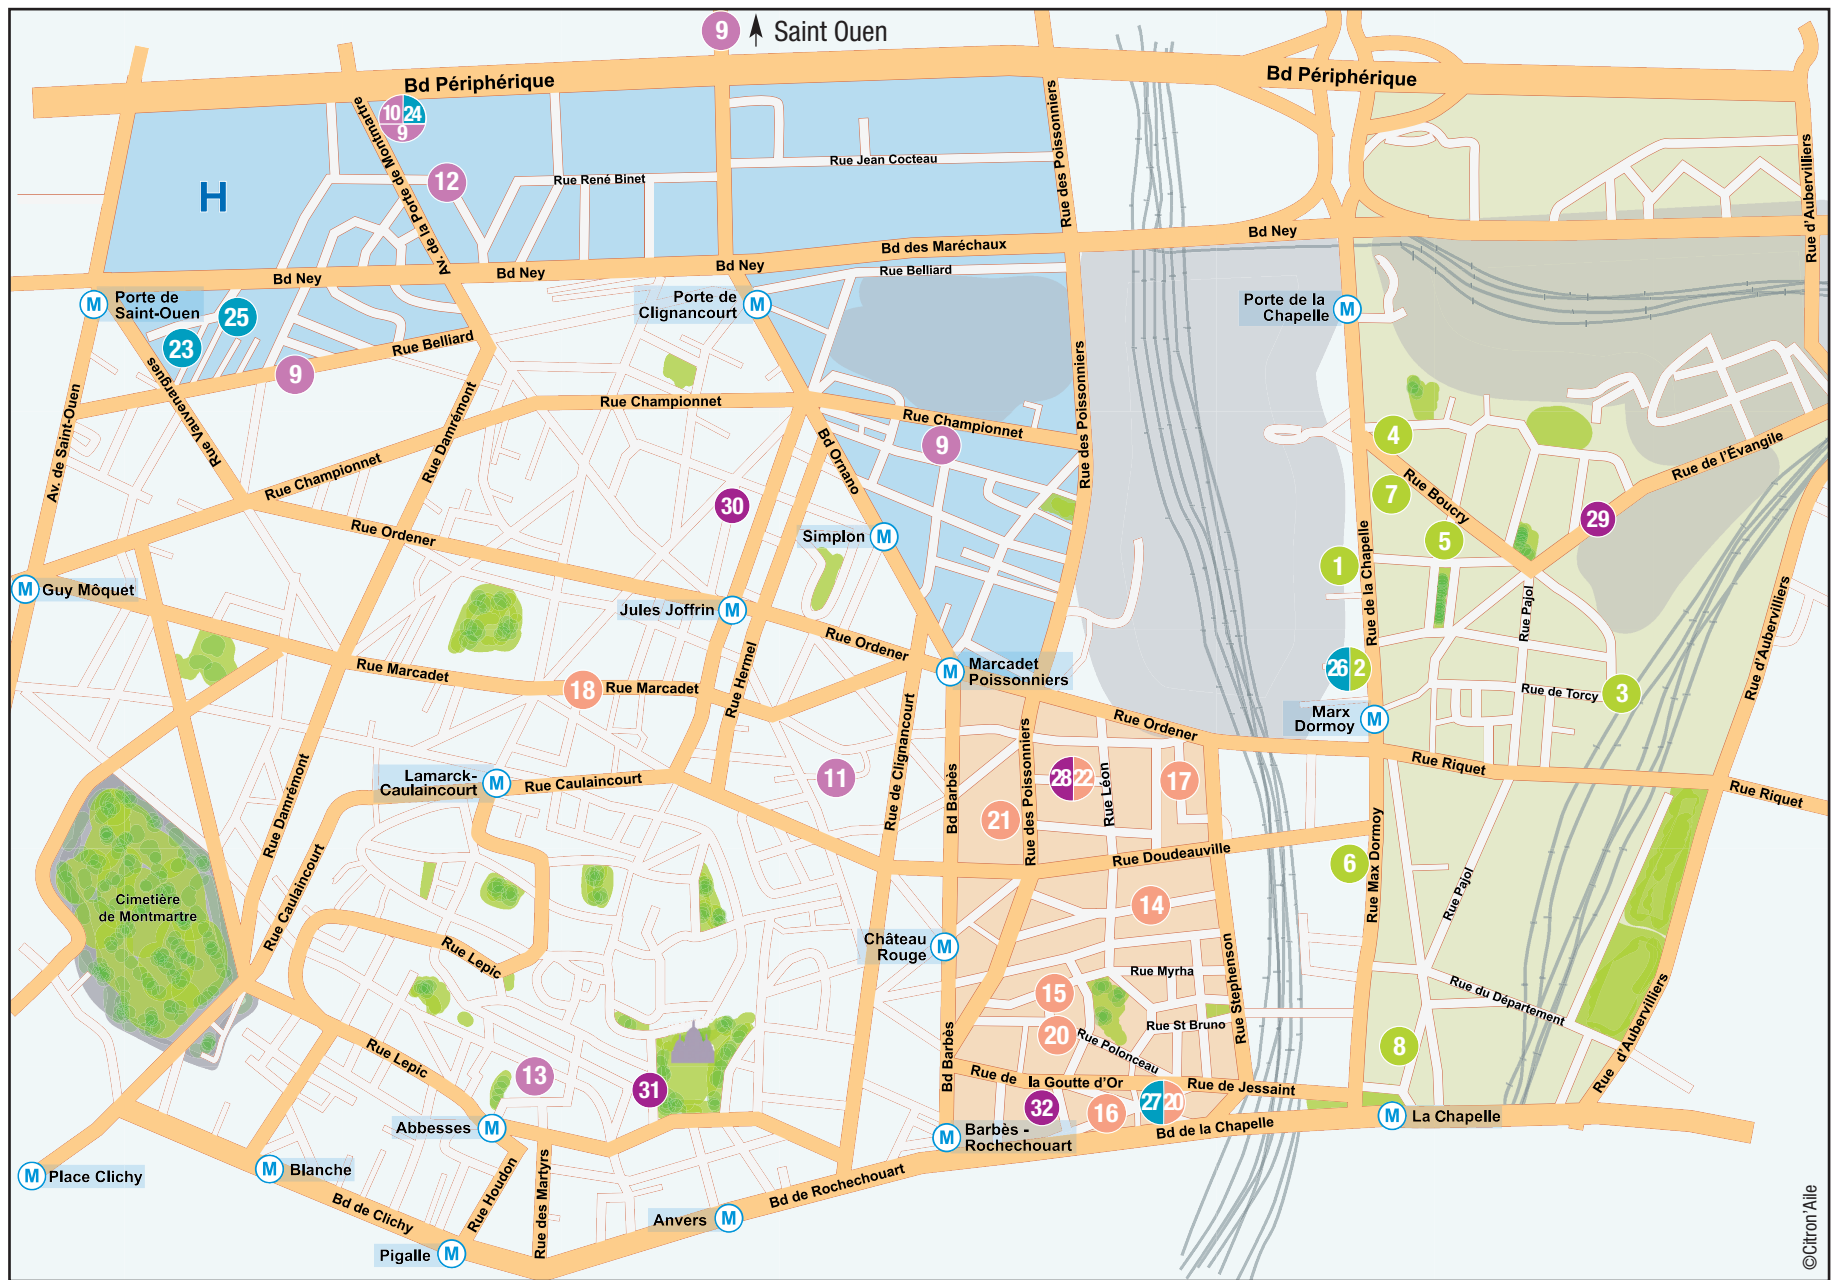 9 Saint Ouen
Bd Périphérique
Bd Périphérique
10 24
9
Av. de la Porte de Montmartre
12
H
Rue René Binet
Rue Jean Cocteau
Rue des Poissonniers
Rue d'Aubervilliers
Bd Ney
Bd Ney
Bd Ney
Bd des Maréchaux
Bd Ney
Rue Belliard
M Porte de
Saint-Ouen
25
23
Porte de
Clignancourt M
Porte de la
Chapelle M
Rue Belliard
9
Rue Vauvenargues
Av. de Saint-Ouen
Rue Damrémont
Rue Championnet
Rue Championnet
Rue Championnet
Bd Ornano
9
Rue des Poissonniers
4
7
Rue Boucry
Rue de l'Évangile
29
5
1
Rue de la Chapelle
Rue Pajol
30
Rue Ordener
Simplon M
M Guy Môquet
Jules Joffrin M
Rue Ordener
Rue d'Aubervilliers
Rue Marcadet
18
Rue Marcadet
Rue Hermel
M Marcadet
Poissonniers
26 2
Rue de Torcy
3
Marx
Dormoy M
Rue Ordener
Rue Riquet
Rue Riquet
Lamarck-
Caulaincourt M
Rue Caulaincourt
11
Rue de Clignancourt
Bd Barbès
Rue des Poissonniers
28 22
Rue Léon
17
21
Rue Doudeauville
6
Rue Max Dormoy
Rue Pajol
Rue Damrémont
Rue Caulaincourt
Cimetière
de Montmartre
Rue Lepic
14
Château
Rouge M
Rue Myrha
Rue Stephenson
15
20
Rue St Bruno
Rue Polonceau
Rue du Département
8
Rue d'Aubervilliers
Rue Lepic
13
31
Bd Barbès
Rue de la Goutte d'Or
Rue de Jessaint
32
16
27 20
Bd de la Chapelle
M La Chapelle
Abbesses M
M Barbès -
Rochechouart
M Place Clichy
M Blanche
Bd de Clichy
Rue Houdon
Rue des Martyrs
Bd de Rochechouart
Anvers M
Pigalle M
©Citron'Aile